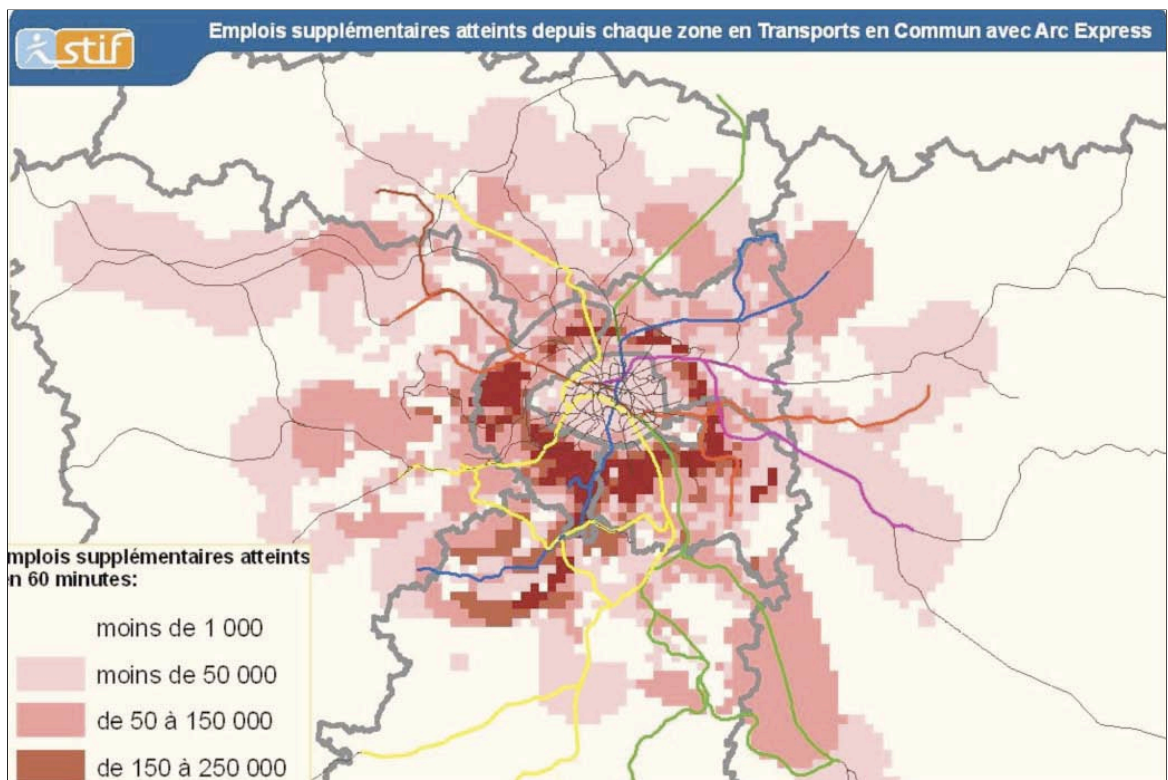 stif
Emplois supplémentaires atteints depuis chaque zone en Transports en Commun avec Arc Express
mplois supplémentaires atteints
n 60 minutes:
moins de 1 000
moins de 50 000
de 50 à 150 000
de 150 à 250 000